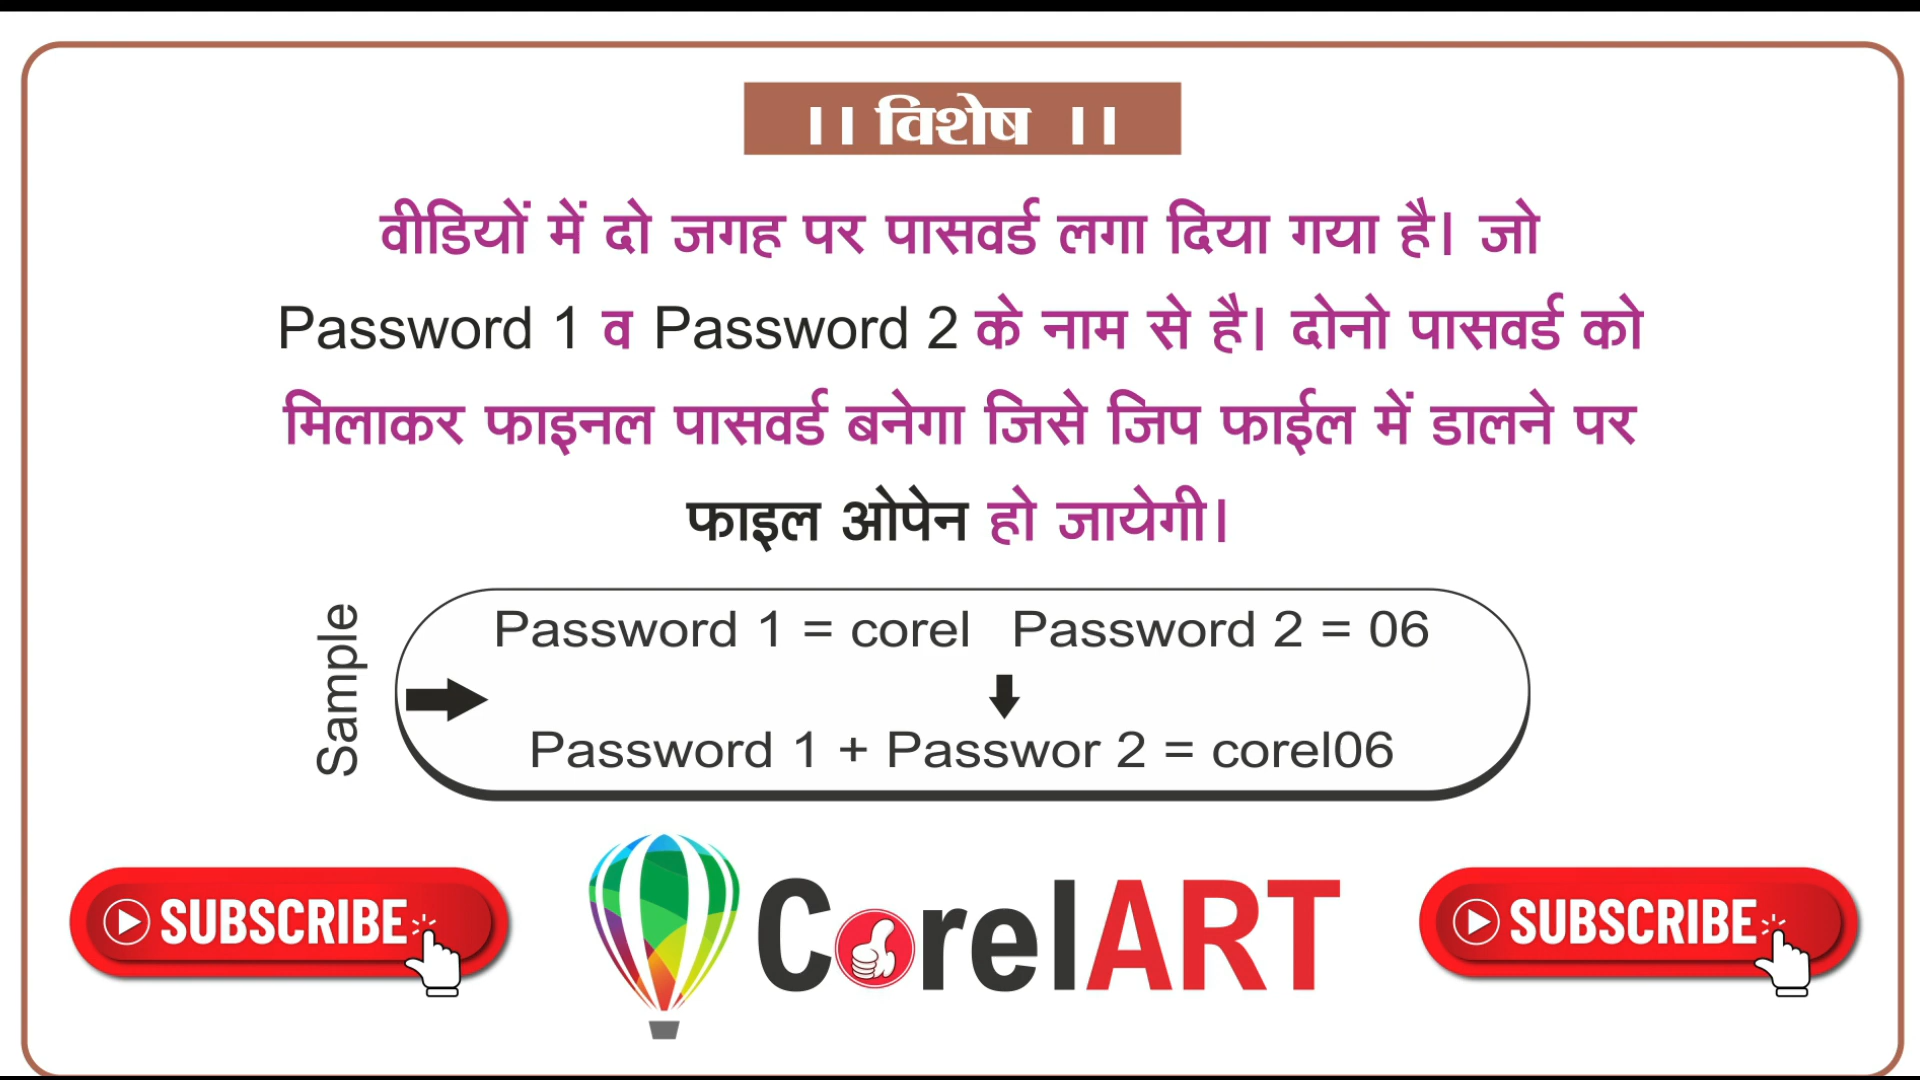 ।। विशेष ।।
वीडियों में दो जगह पर पासवर्ड लगा दिया गया है। जो
Password 1 व Password 2 के नाम से है। दोनो पासवर्ड को
मिलाकर फाइनल पासवर्ड बनेगा जिसे जिप फाईल में डालने पर
फाइल ओपेन हो जायेगी।
Sample
Password 1 = corel Password 2 = 06
Password 1 + Passwor 2 = corel06
SUBSCRIBE
CorelART
SUBSCRIBE